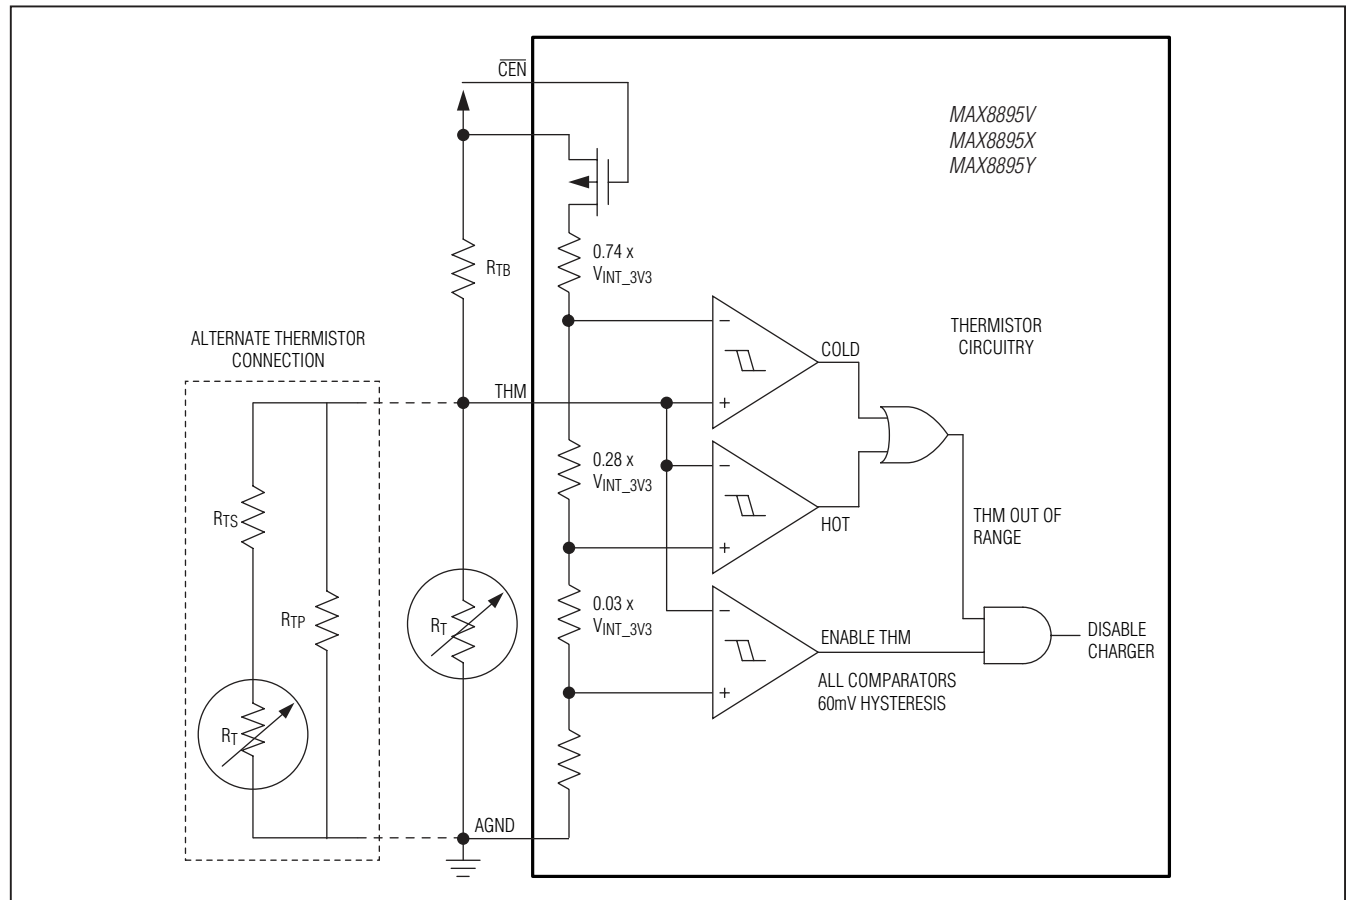 CEN
MAX8895V
MAX8895X
MAX8895Y
RTB
0.74 x
VINT_3V3
THERMISTOR
CIRCUITRY
ALTERNATE THERMISTOR
CONNECTION
COLD
THM
0.28 x
VINT_3V3
RTS
HOT
THM OUT OF
RANGE
RTP
RT
0.03 x
VINT_3V3
ENABLE THM
DISABLE
CHARGER
ALL COMPARATORS
60mV HYSTERESIS
RT
AGND